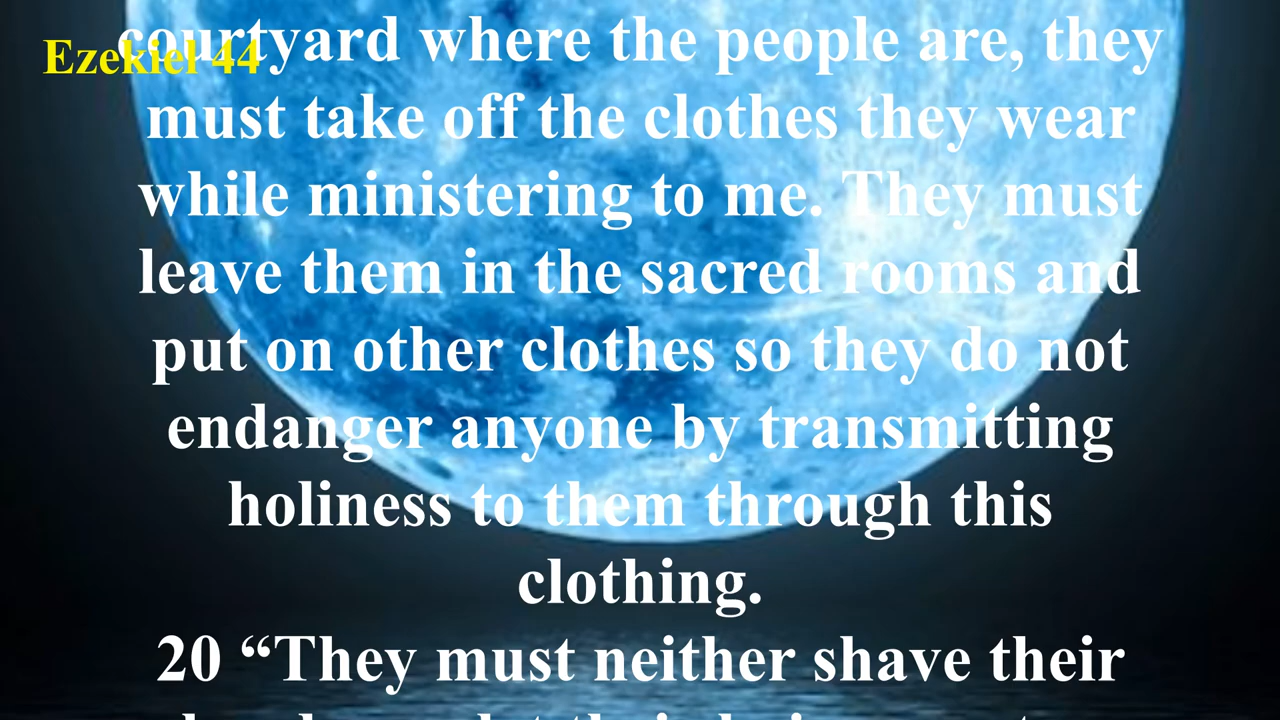 Ezekiel 44
courtyard where the people are, they
must take off the clothes they wear
while ministering to me. They must
leave them in the sacred rooms and
put on other clothes so they do not
endanger anyone by transmitting
holiness to them through this
clothing.
20 “They must neither shave their